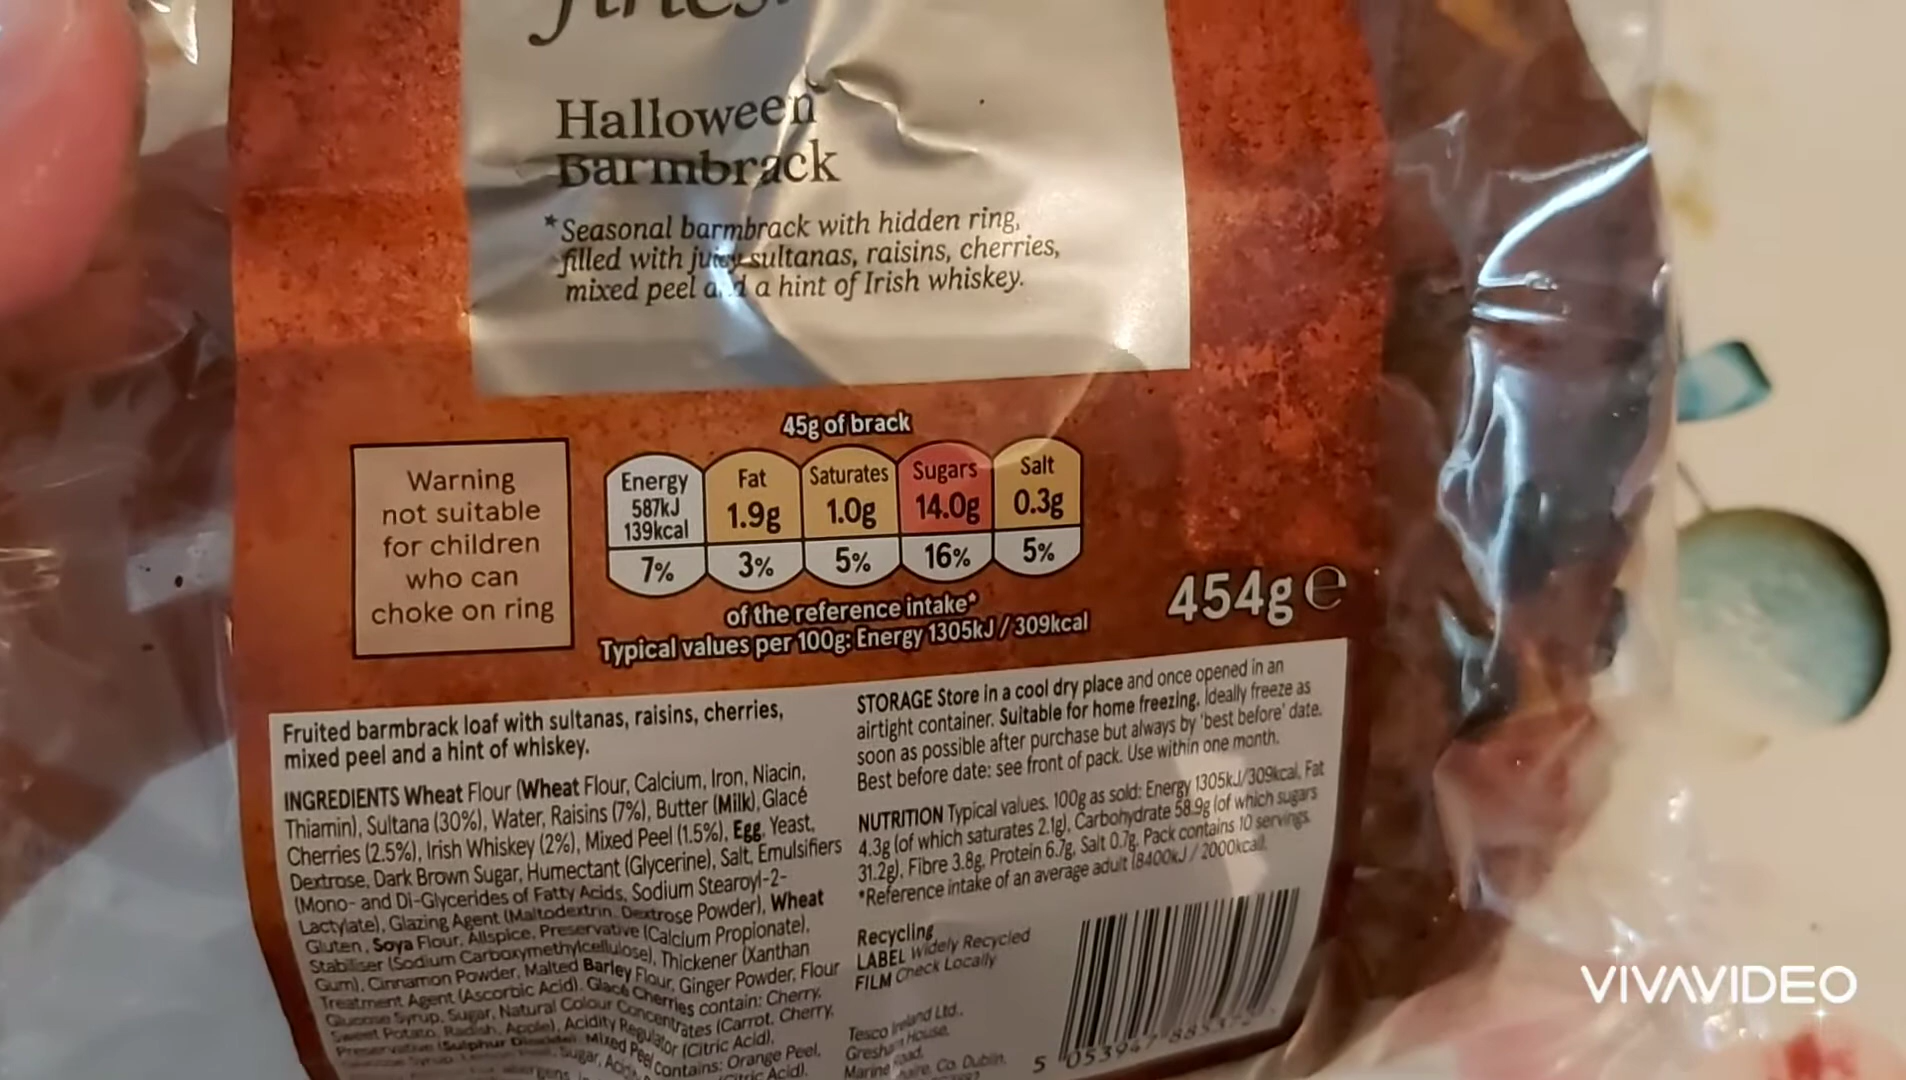 finest
Halloween
Barmbrack
*Seasonal barmbrack with hidden ring,
filled with juicy sultanas, raisins, cherries,
mixed peel and a hint of Irish whiskey.
45g of brack
Warning
not suitable
for children
who can
choke on ring
Energy Fat Saturates Sugars Salt
587kJ
139kcal 1.9g 1.0g 14.0g 0.3g
7% 3% 5% 16% 5%
of the reference intake*
Typical values per 100g: Energy 1305kJ / 309kcal
454g e
Fruited barmbrack loaf with sultanas, raisins, cherries,
mixed peel and a hint of whiskey.
INGREDIENTS Wheat Flour (Wheat Flour, Calcium, Iron, Niacin,
Thiamin), Sultana (30%), Water, Raisins (7%), Butter (Milk), Glacé
Cherries (2.5%), Irish Whiskey (2%), Mixed Peel (1.5%), Egg, Yeast,
Dextrose, Dark Brown Sugar, Humectant (Glycerine), Salt, Emulsifiers
(Mono- and Di-Glycerides of Fatty Acids, Sodium Stearoyl-2-
Lactylate), Glazing Agent (Maltodextrin, Dextrose Powder), Wheat
Gluten, Soya Flour, Allspice, Preservative (Calcium Propionate),
Stabiliser (Sodium Carboxymethylcellulose), Thickener (Xanthan
Gum), Cinnamon Powder, Malted Barley Flour, Ginger Powder, Flour
Treatment Agent (Ascorbic Acid). Glacé Cherries contain: Cherry,
Glucose Syrup, Sugar, Natural Colour Concentrates (Carrot, Cherry,
Sweet Potato, Radish, Apple), Acidity Regulator (Citric Acid),
Preservative (Sulphur Dioxide). Mixed Peel contains: Orange Peel,
Sugar, Citric Acid).
STORAGE Store in a cool dry place and once opened in an
airtight container. Suitable for home freezing. Ideally freeze as
soon as possible after purchase but always by 'best before' date.
Best before date: see front of pack. Use within one month.
NUTRITION Typical values. 100g as sold: Energy 1305kJ/309kcal, Fat
4.3g (of which saturates 2.1g), Carbohydrate 58.9g (of which sugars
31.2g), Fibre 3.8g, Protein 6.7g, Salt 0.7g. Pack contains 10 servings.
*Reference intake of an average adult (8400kJ / 2000kcal).
Recycling
LABEL Widely Recycled
FILM Check Locally
Tesco Ireland Ltd.,
Gresham House,
Marine Road,
Co. Dublin.
5 053947
VIVAVIDEO